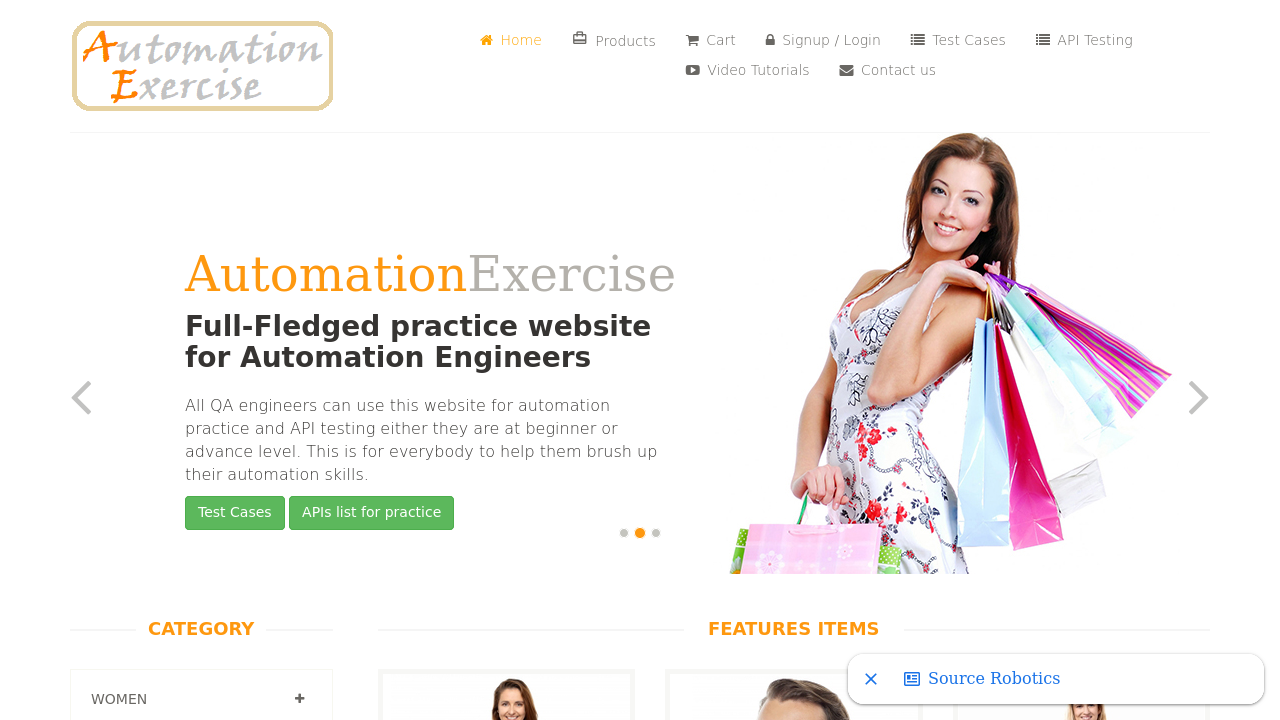 Automation
Exercise
Home
Products
Cart
Signup / Login
Test Cases
API Testing
Video Tutorials
Contact us
AutomationExercise
Full-Fledged practice website
for Automation Engineers
All QA engineers can use this website for automation
practice and API testing either they are at beginner or
advance level. This is for everybody to help them brush up
their automation skills.
Test Cases
APIs list for practice
CATEGORY
FEATURES ITEMS
WOMEN
Source Robotics